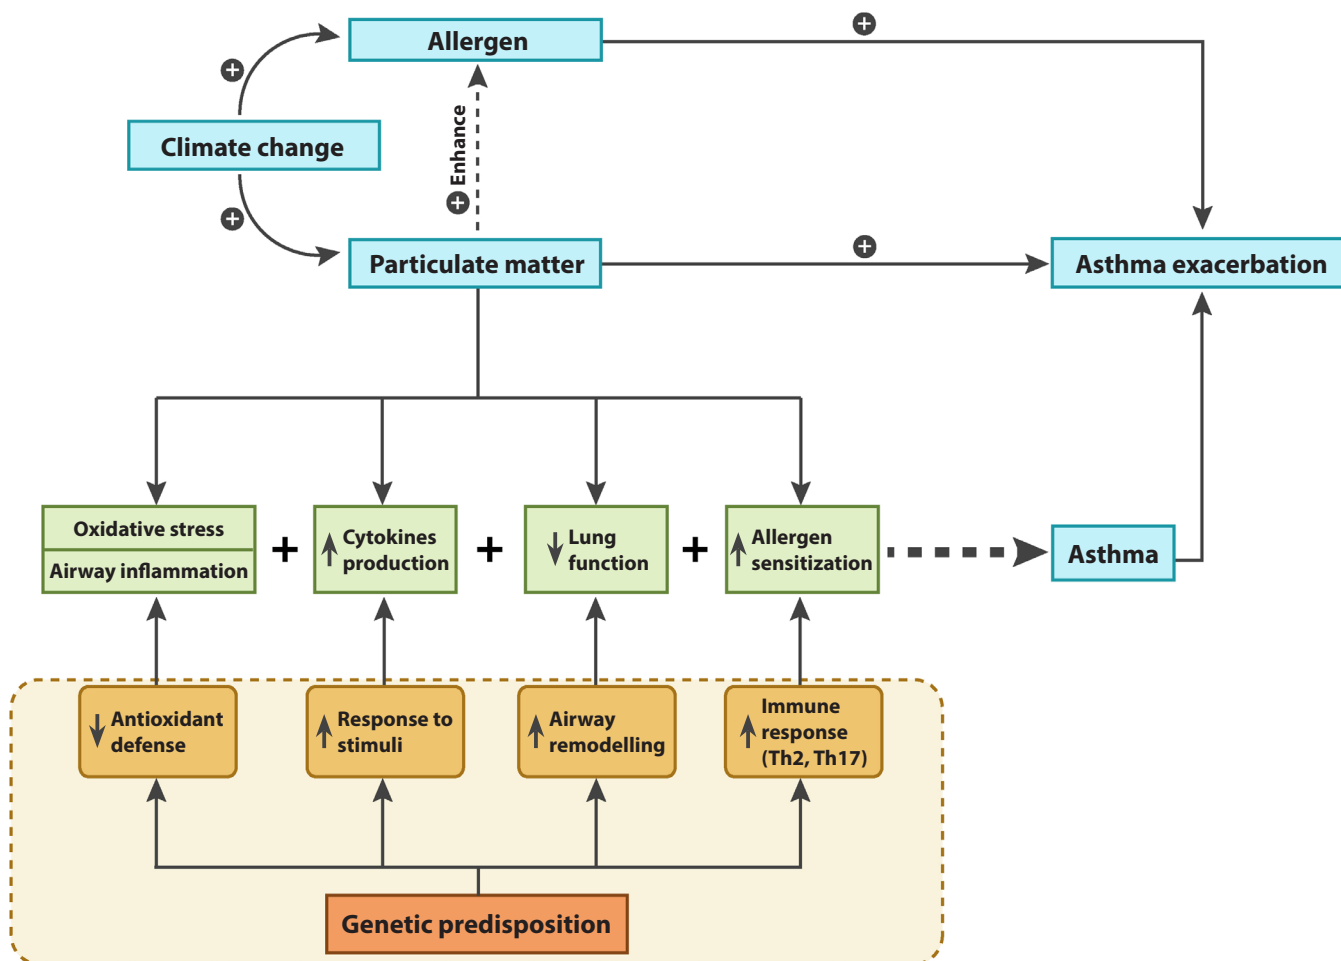 Allergen
Climate change
Enhance
Particulate matter
Asthma exacerbation
Oxidative stress
Airway inflammation
+
Cytokines
production
+
Lung
function
+
Allergen
sensitization
Asthma
Antioxidant
defense
Response to
stimuli
Airway
remodelling
Immune
response
(Th2, Th17)
Genetic predisposition